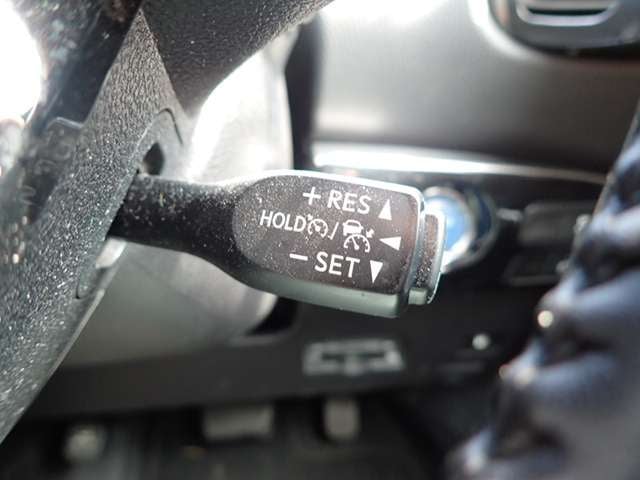 + RES ▲
HOLD / ◀
− SET ▼